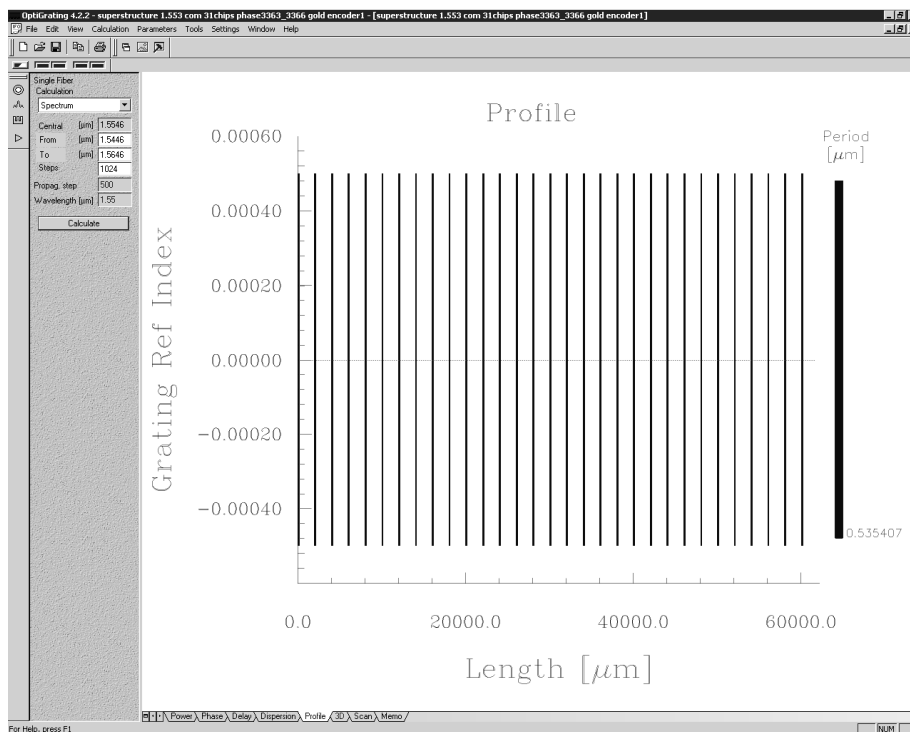 OptiGrating 4.2.2 - superstructure 1.553 com 31chips phase3363_3366 gold encoder1 - [superstructure 1.553 com 31chips phase3363_3366 gold encoder1]
File Edit View Calculation Parameters Tools Settings Window Help
Single Fiber
Calculation
Spectrum
Central [μm] 1.5546
From [μm] 1.5446
To [μm] 1.5646
Steps 1024
Propag. step 500
Wavelength [μm] 1.55
Calculate
Profile
Period
[μm]
0.535407
Grating Ref Index
0.00060
0.00040
0.00020
0.00000
-0.00020
-0.00040
0.0 20000.0 40000.0 60000.0
Length [μm]
Power Phase Delay Dispersion Profile 3D Scan Memo
For Help, press F1
NUM